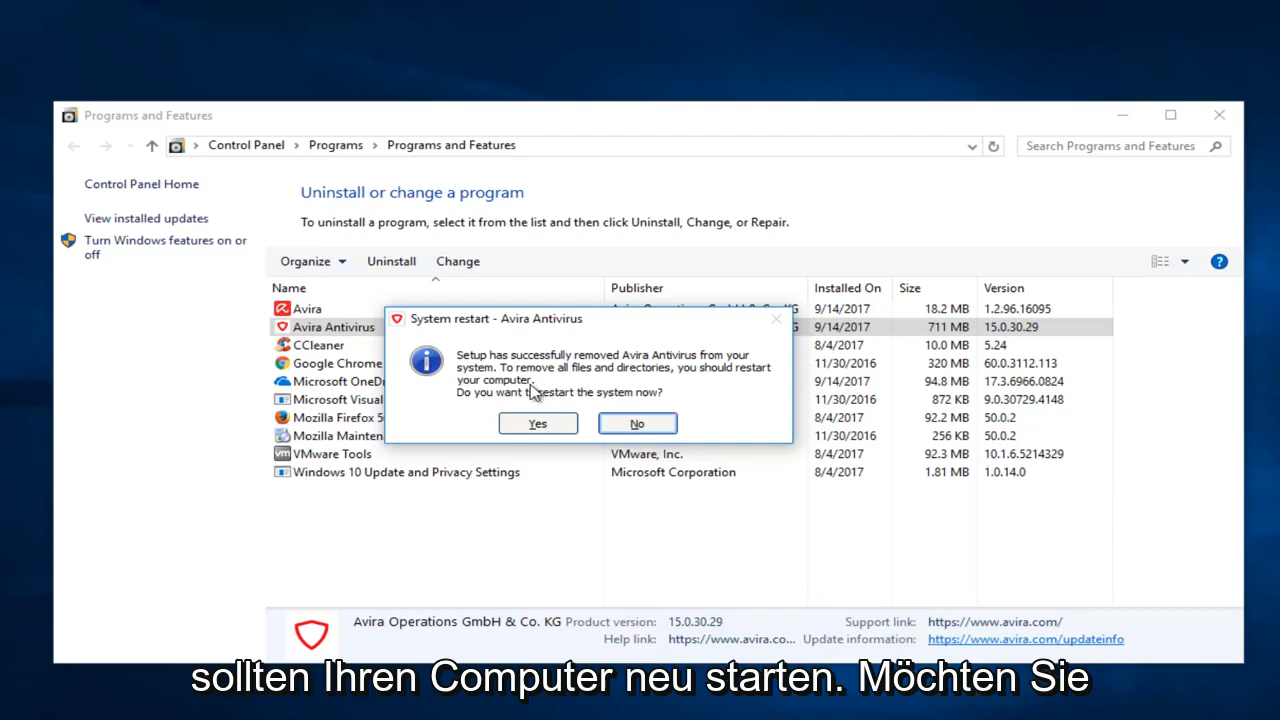 Programs and Features
Control Panel > Programs > Programs and Features
Search Programs and Features
Control Panel Home
View installed updates
Turn Windows features on or
off
Uninstall or change a program
To uninstall a program, select it from the list and then click Uninstall, Change, or Repair.
Organize Uninstall Change
Name Publisher Installed On Size Version
Avira 9/14/2017 18.2 MB 1.2.96.16095
Avira Antivirus 9/14/2017 711 MB 15.0.30.29
CCleaner 8/4/2017 10.0 MB 5.24
Google Chrome 11/30/2016 320 MB 60.0.3112.113
Microsoft OneD 9/14/2017 94.8 MB 17.3.6966.0824
Microsoft Visual 11/30/2016 872 KB 9.0.30729.4148
Mozilla Firefox 5 8/4/2017 92.2 MB 50.0.2
Mozilla Mainten 11/30/2016 256 KB 50.0.2
VMware Tools VMware, Inc. 8/4/2017 92.3 MB 10.1.6.5214329
Windows 10 Update and Privacy Settings Microsoft Corporation 8/4/2017 1.81 MB 1.0.14.0
System restart - Avira Antivirus
Setup has successfully removed Avira Antivirus from your
system. To remove all files and directories, you should restart
your computer.
Do you want restart the system now?
Yes No
Avira Operations GmbH & Co. KG Product version: 15.0.30.29 Support link: https://www.avira.com/
Help link: https://www.avira.co... Update information: https://www.avira.com/updateinfo
sollten Ihren Computer neu starten. Möchten Sie